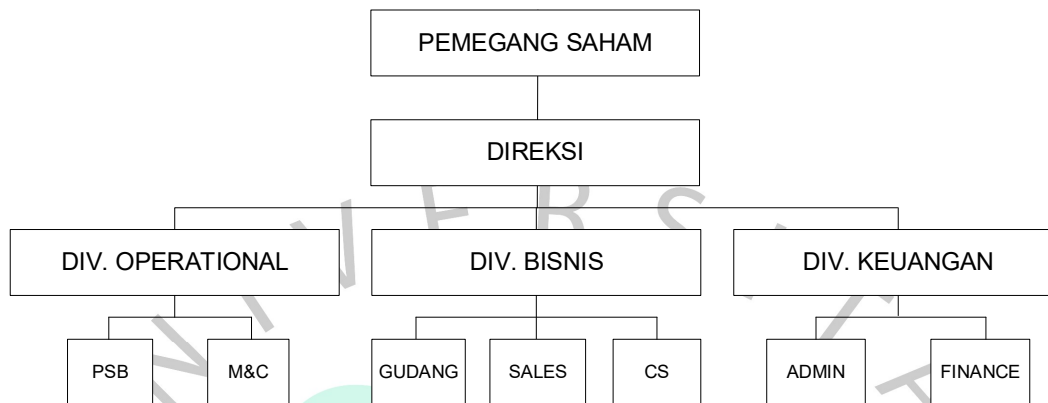 PEMEGANG SAHAM
DIREKSI
DIV. OPERATIONAL
DIV. BISNIS
DIV. KEUANGAN
PSB
M&C
GUDANG
SALES
CS
ADMIN
FINANCE